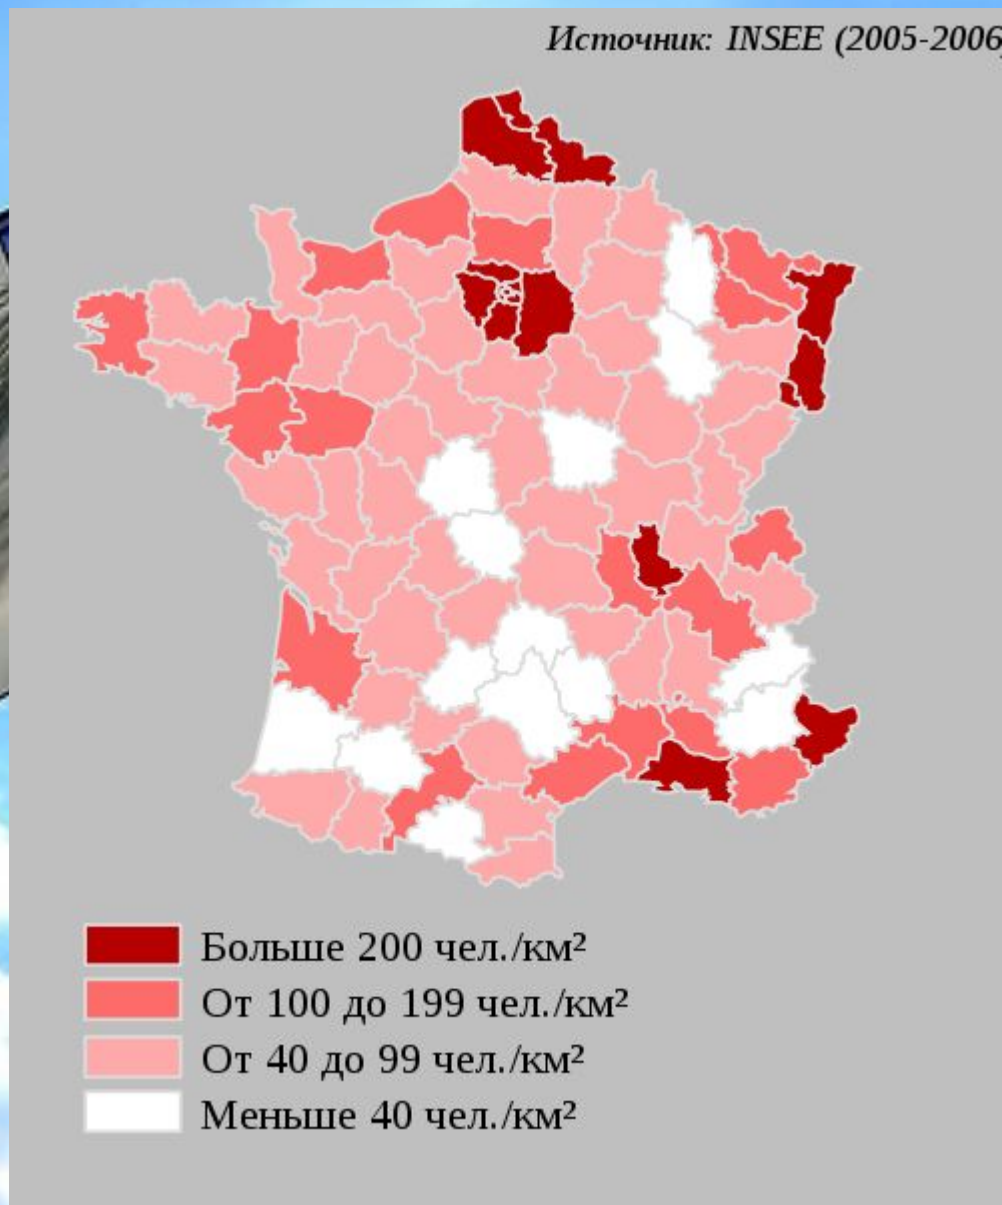 Источник: INSEE (2005-2006)
Больше 200 чел./км²
От 100 до 199 чел./км²
От 40 до 99 чел./км²
Меньше 40 чел./км²